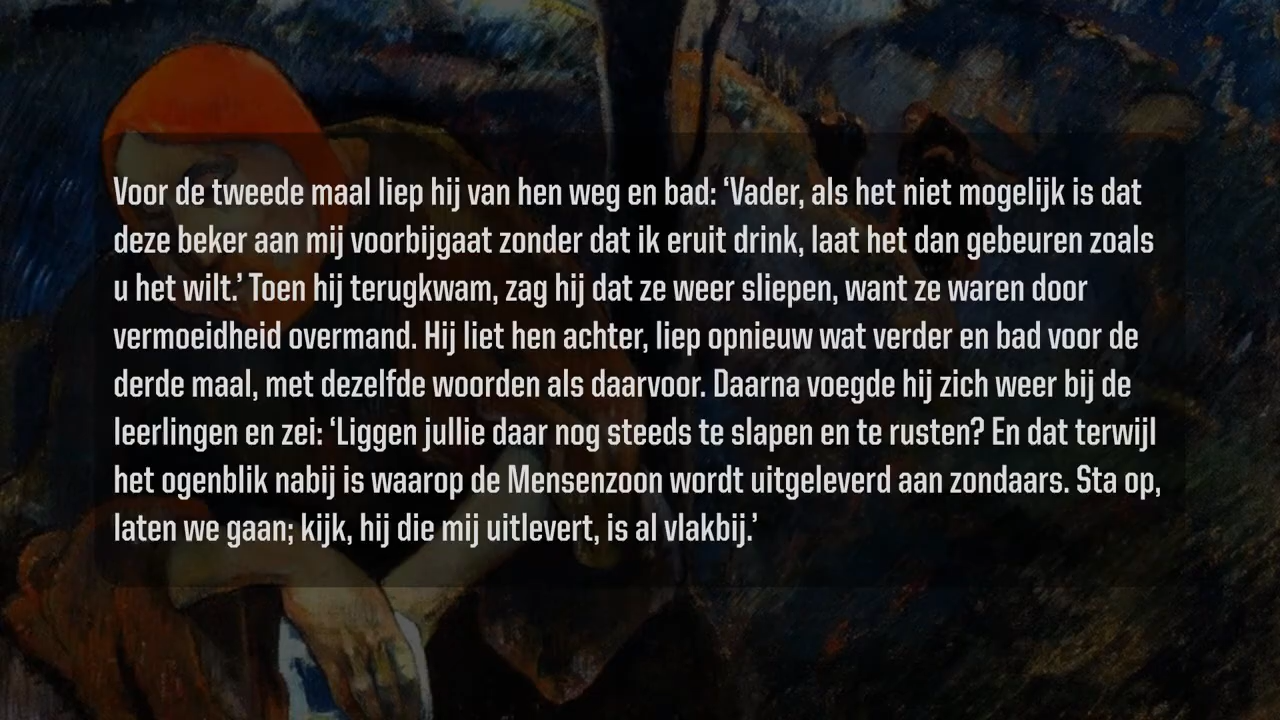 Voor de tweede maal liep hij van hen weg en bad: ‘Vader, als het niet mogelijk is dat
deze beker aan mij voorbijgaat zonder dat ik eruit drink, laat het dan gebeuren zoals
u het wilt.’ Toen hij terugkwam, zag hij dat ze weer sliepen, want ze waren door
vermoeidheid overmand. Hij liet hen achter, liep opnieuw wat verder en bad voor de
derde maal, met dezelfde woorden als daarvoor. Daarna voegde hij zich weer bij de
leerlingen en zei: ‘Liggen jullie daar nog steeds te slapen en te rusten? En dat terwijl
het ogenblik nabij is waarop de Mensenzoon wordt uitgeleverd aan zondaars. Sta op,
laten we gaan; kijk, hij die mij uitlevert, is al vlakbij.’